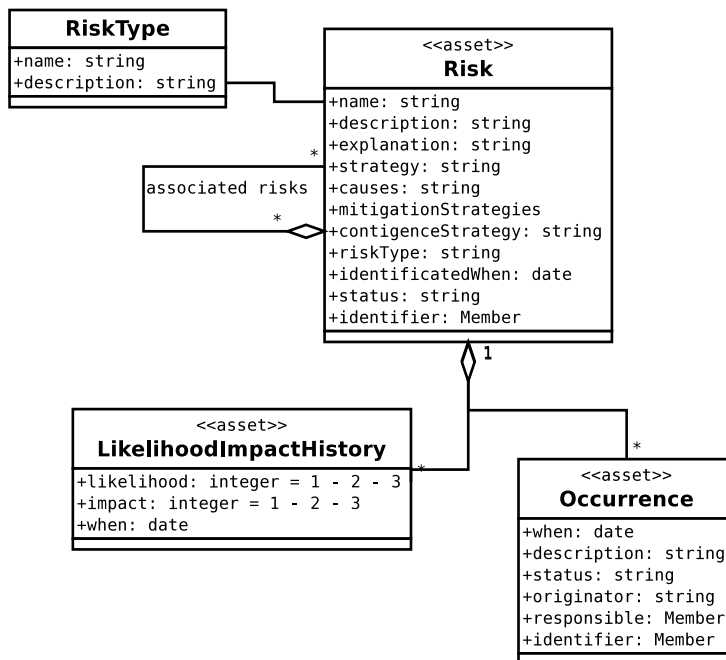 RiskType
+name: string
+description: string
<<asset>>
Risk
+name: string
+description: string
+explanation: string
+strategy: string
+causes: string
+mitigationStrategies
+contigenceStrategy: string
+riskType: string
+identificatedWhen: date
+status: string
+identifier: Member
*
associated risks
*
1
<<asset>>
LikelihoodImpactHistory
+likelihood: integer = 1 - 2 - 3
+impact: integer = 1 - 2 - 3
+when: date
*
*
<<asset>>
Occurrence
+when: date
+description: string
+status: string
+originator: string
+responsible: Member
+identifier: Member